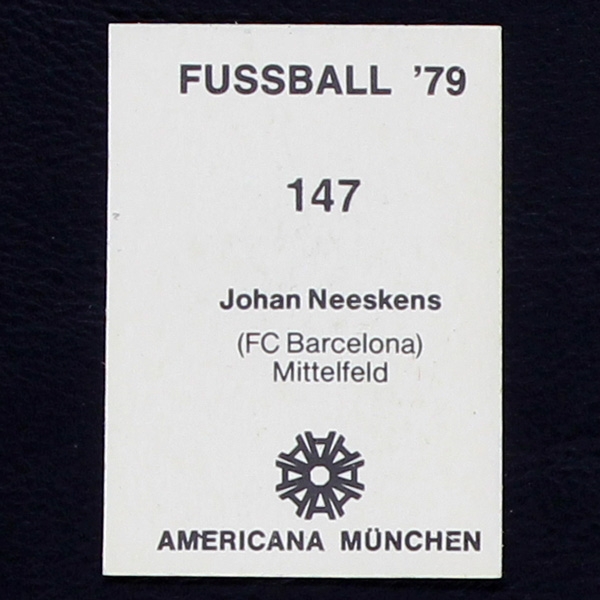 FUSSBALL '79
147
Johan Neeskens
(FC Barcelona)
Mittelfeld
AMERICANA MÜNCHEN